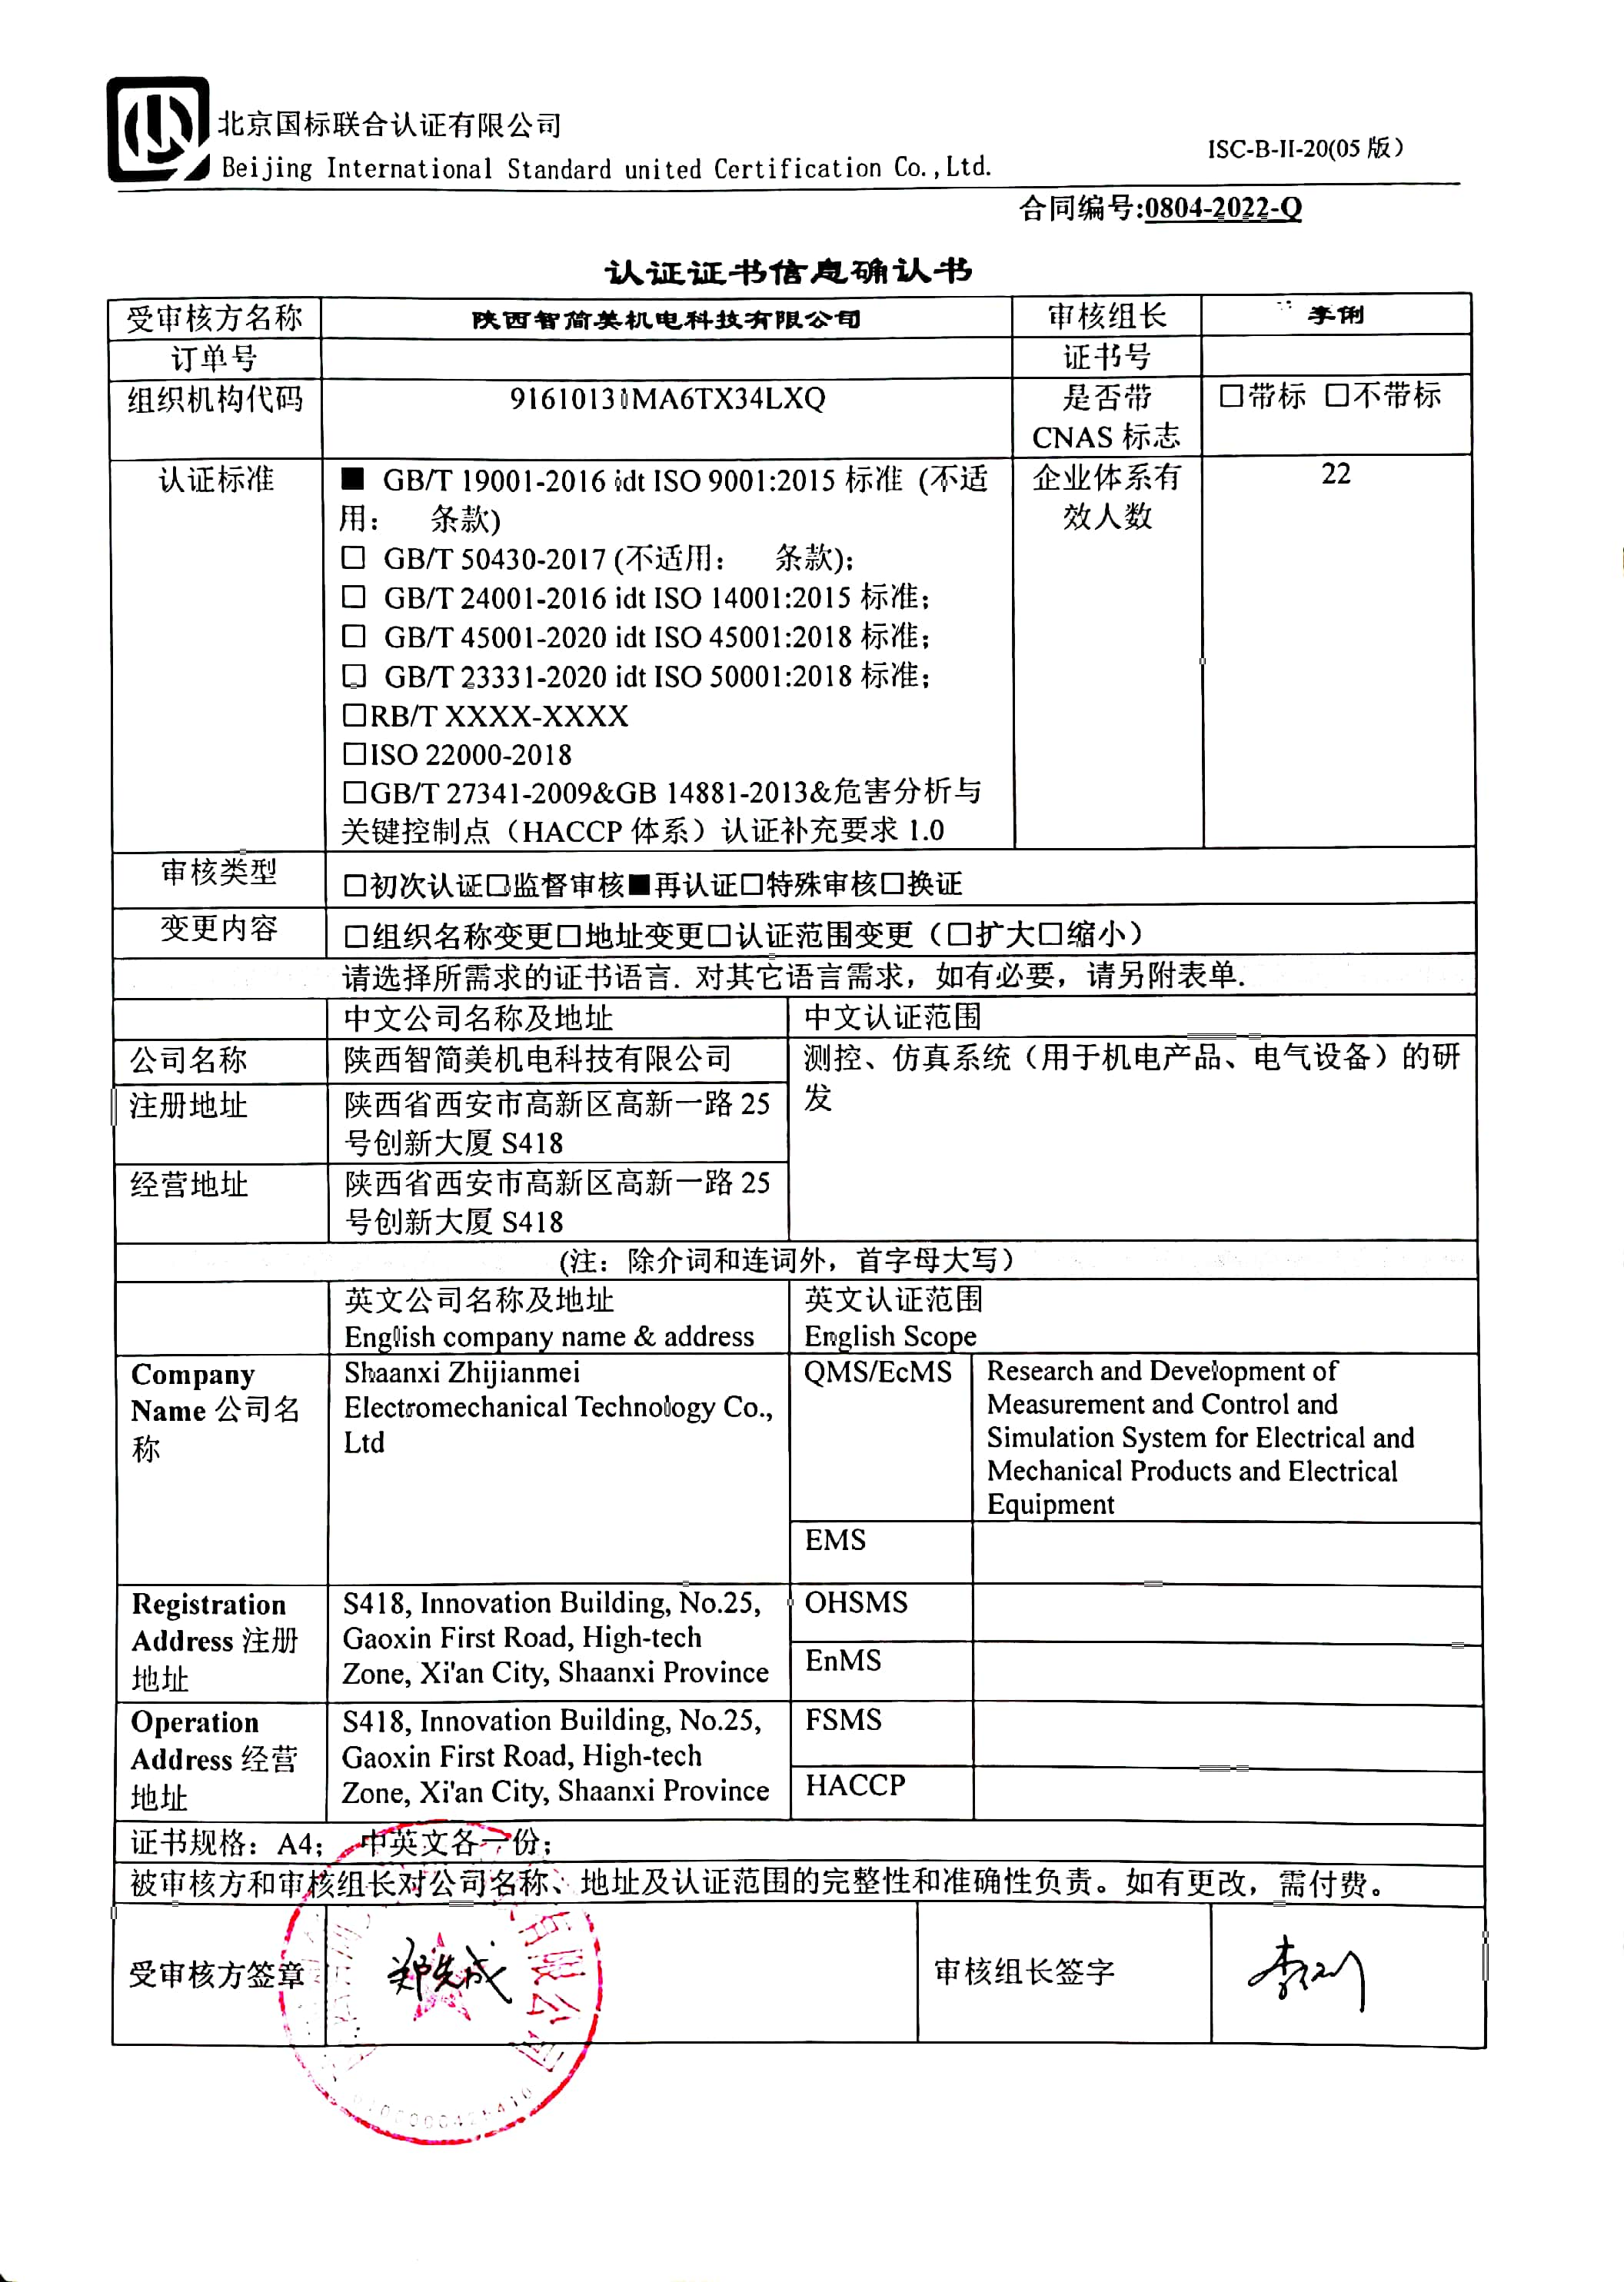 北京国标联合认证有限公司
Beijing International Standard united Certification Co.,Ltd.
ISC-B-II-20(05 版)
合同编号:0804-2022-Q
认证证书信息确认书
受审核方名称 陕西智简美机电科技有限公司 审核组长 李俐
订单号 证书号
组织机构代码 91610131MA6TX34LXQ 是否带 □带标 □不带标
CNAS 标志
认证标准 ■ GB/T 19001-2016 idt ISO 9001:2015 标准 (不适 企业体系有 22
用： 条款) 效人数
□ GB/T 50430-2017 (不适用： 条款);
□ GB/T 24001-2016 idt ISO 14001:2015 标准；
□ GB/T 45001-2020 idt ISO 45001:2018 标准；
□ GB/T 23331-2020 idt ISO 50001:2018 标准；
□RB/T XXXX-XXXX
□ISO 22000-2018
□GB/T 27341-2009&GB 14881-2013&危害分析与
关键控制点（HACCP 体系）认证补充要求 1.0
审核类型 □初次认证□监督审核■再认证□特殊审核□换证
变更内容 □组织名称变更□地址变更□认证范围变更（□扩大□缩小）
请选择所需求的证书语言. 对其它语言需求，如有必要，请另附表单.
中文公司名称及地址 中文认证范围
公司名称 陕西智简美机电科技有限公司 测控、仿真系统（用于机电产品、电气设备）的研
发
注册地址 陕西省西安市高新区高新一路 25
号创新大厦 S418
经营地址 陕西省西安市高新区高新一路 25
号创新大厦 S418
(注：除介词和连词外，首字母大写）
英文公司名称及地址 英文认证范围
English company name & address English Scope
Company Shaanxi Zhijianmei QMS/EcMS Research and Development of
Name 公司名 Electromechanical Technology Co., Measurement and Control and
称 Ltd Simulation System for Electrical and
Mechanical Products and Electrical
Equipment
EMS
Registration S418, Innovation Building, No.25, OHSMS
Address 注册 Gaoxin First Road, High-tech
地址 Zone, Xi'an City, Shaanxi Province EnMS
Operation S418, Innovation Building, No.25, FSMS
Address 经营 Gaoxin First Road, High-tech
地址 Zone, Xi'an City, Shaanxi Province HACCP
证书规格：A4； 中英文各一份；
被审核方和审核组长对公司名称、地址及认证范围的完整性和准确性负责。如有更改，需付费。
受审核方签章 郑先成 审核组长签字 李俐
有限公司